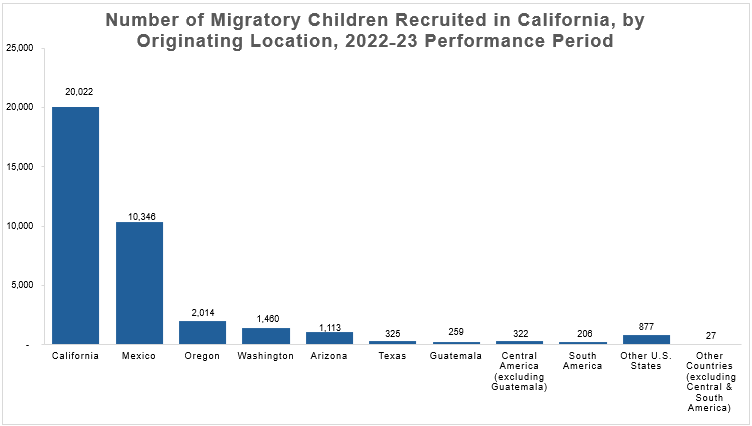 Number of Migratory Children Recruited in California, by
Originating Location, 2022-23 Performance Period
25,000
20,000
15,000
10,000
5,000
-
20,022
10,346
2,014
1,460
1,113
325
259
322
206
877
27
California
Mexico
Oregon
Washington
Arizona
Texas
Guatemala
Central
America
(excluding
Guatemala)
South
America
Other U.S.
States
Other
Countries
(excluding
Central &
South
America)